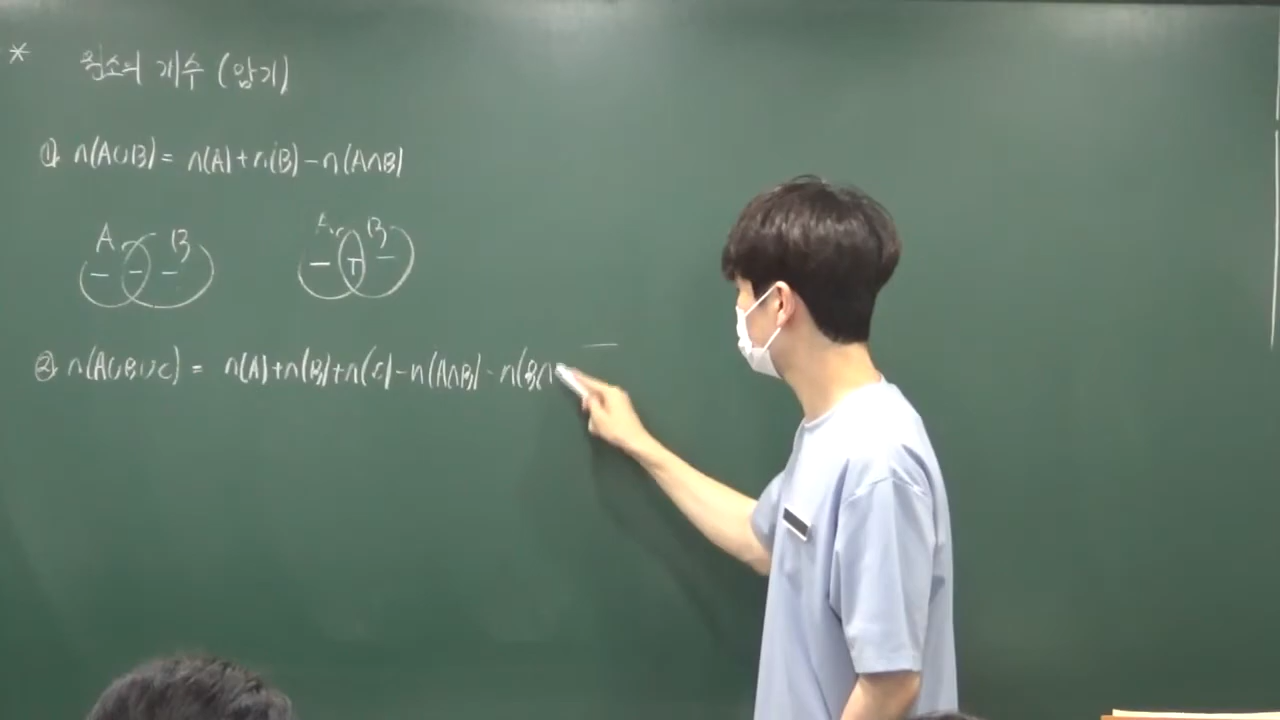 * 원소의 개수 (암기)
① n(A∪B) = n(A)+n(B)-n(A∩B)
A B A B
② n(A∪B∪C) = n(A)+n(B)+n(C)-n(A∩B)-n(B∩